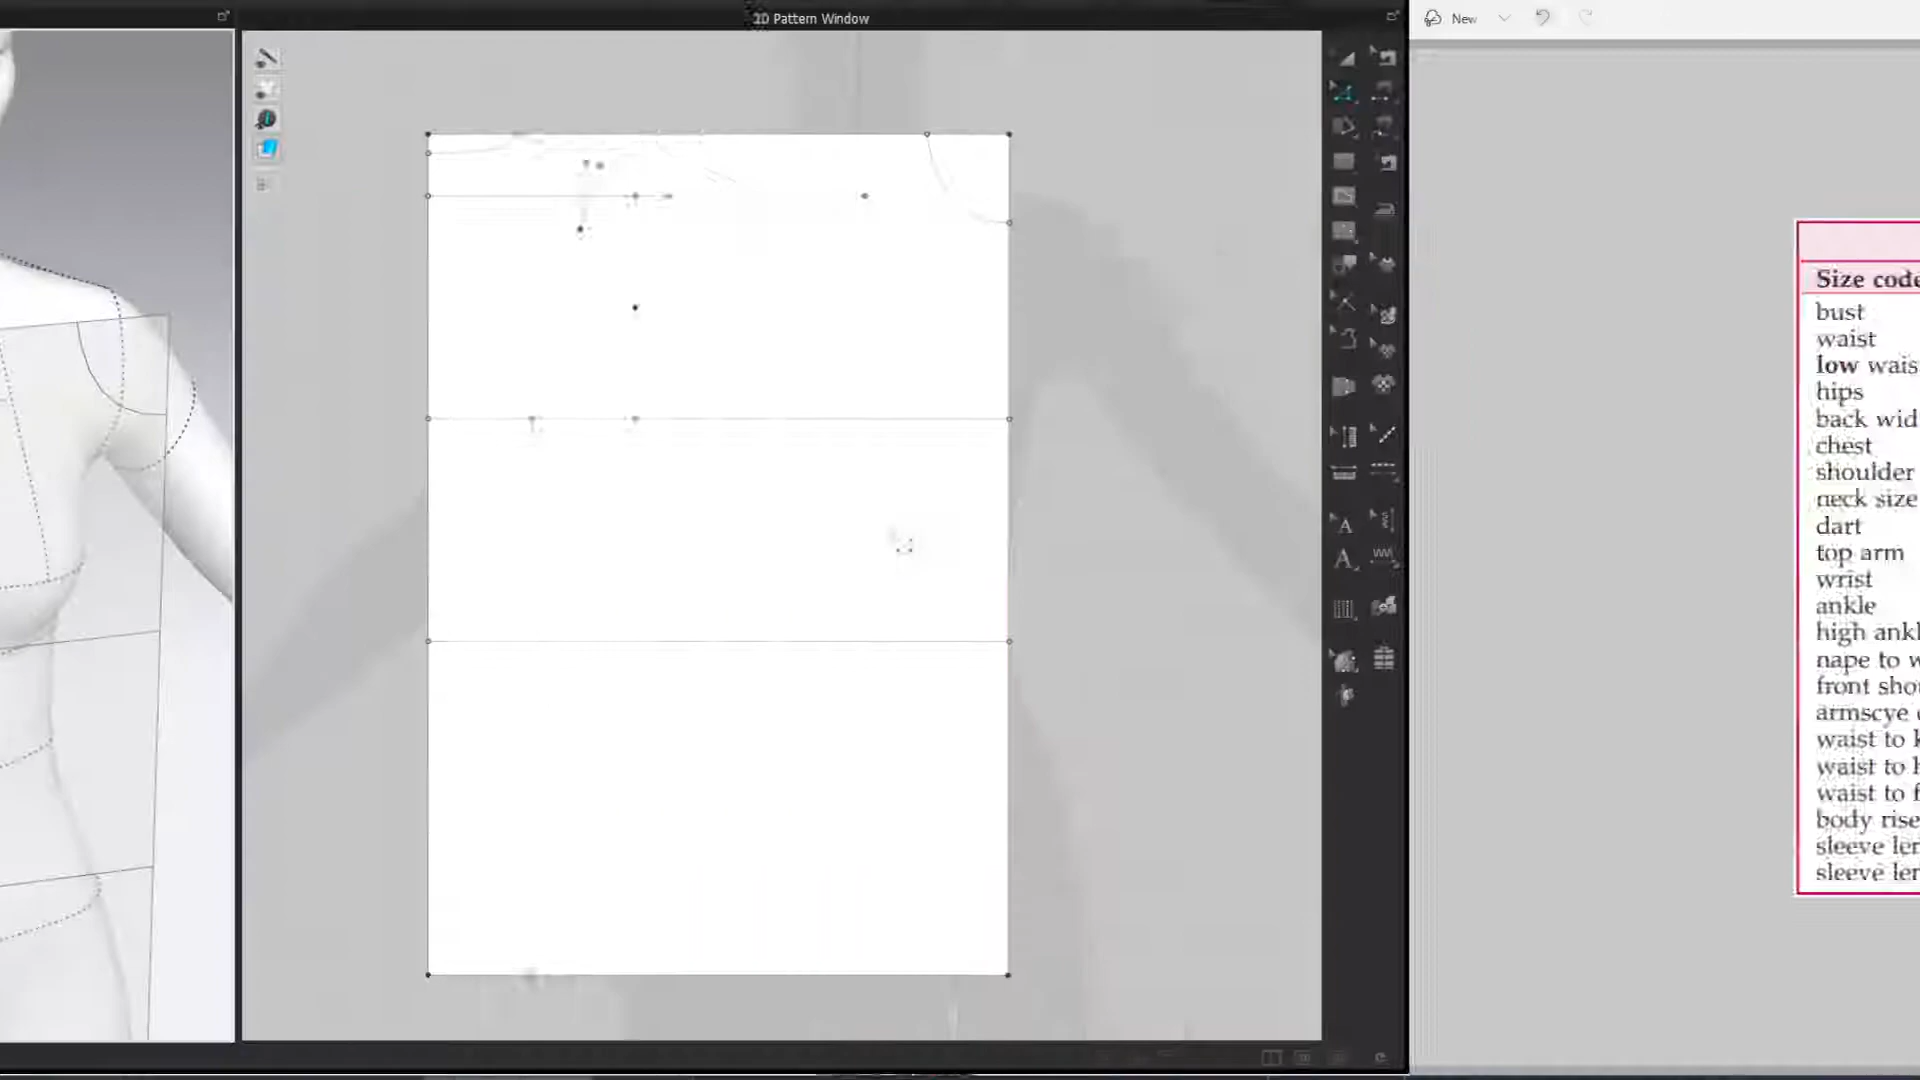 2D Pattern Window
New
Size code
bust
waist
low wais
hips
back wid
chest
shoulder
neck size
dart
top arm
wrist
ankle
high ankl
nape to w
front shou
armscye
waist to k
waist to h
waist to f
body rise
sleeve len
sleeve len
A
A